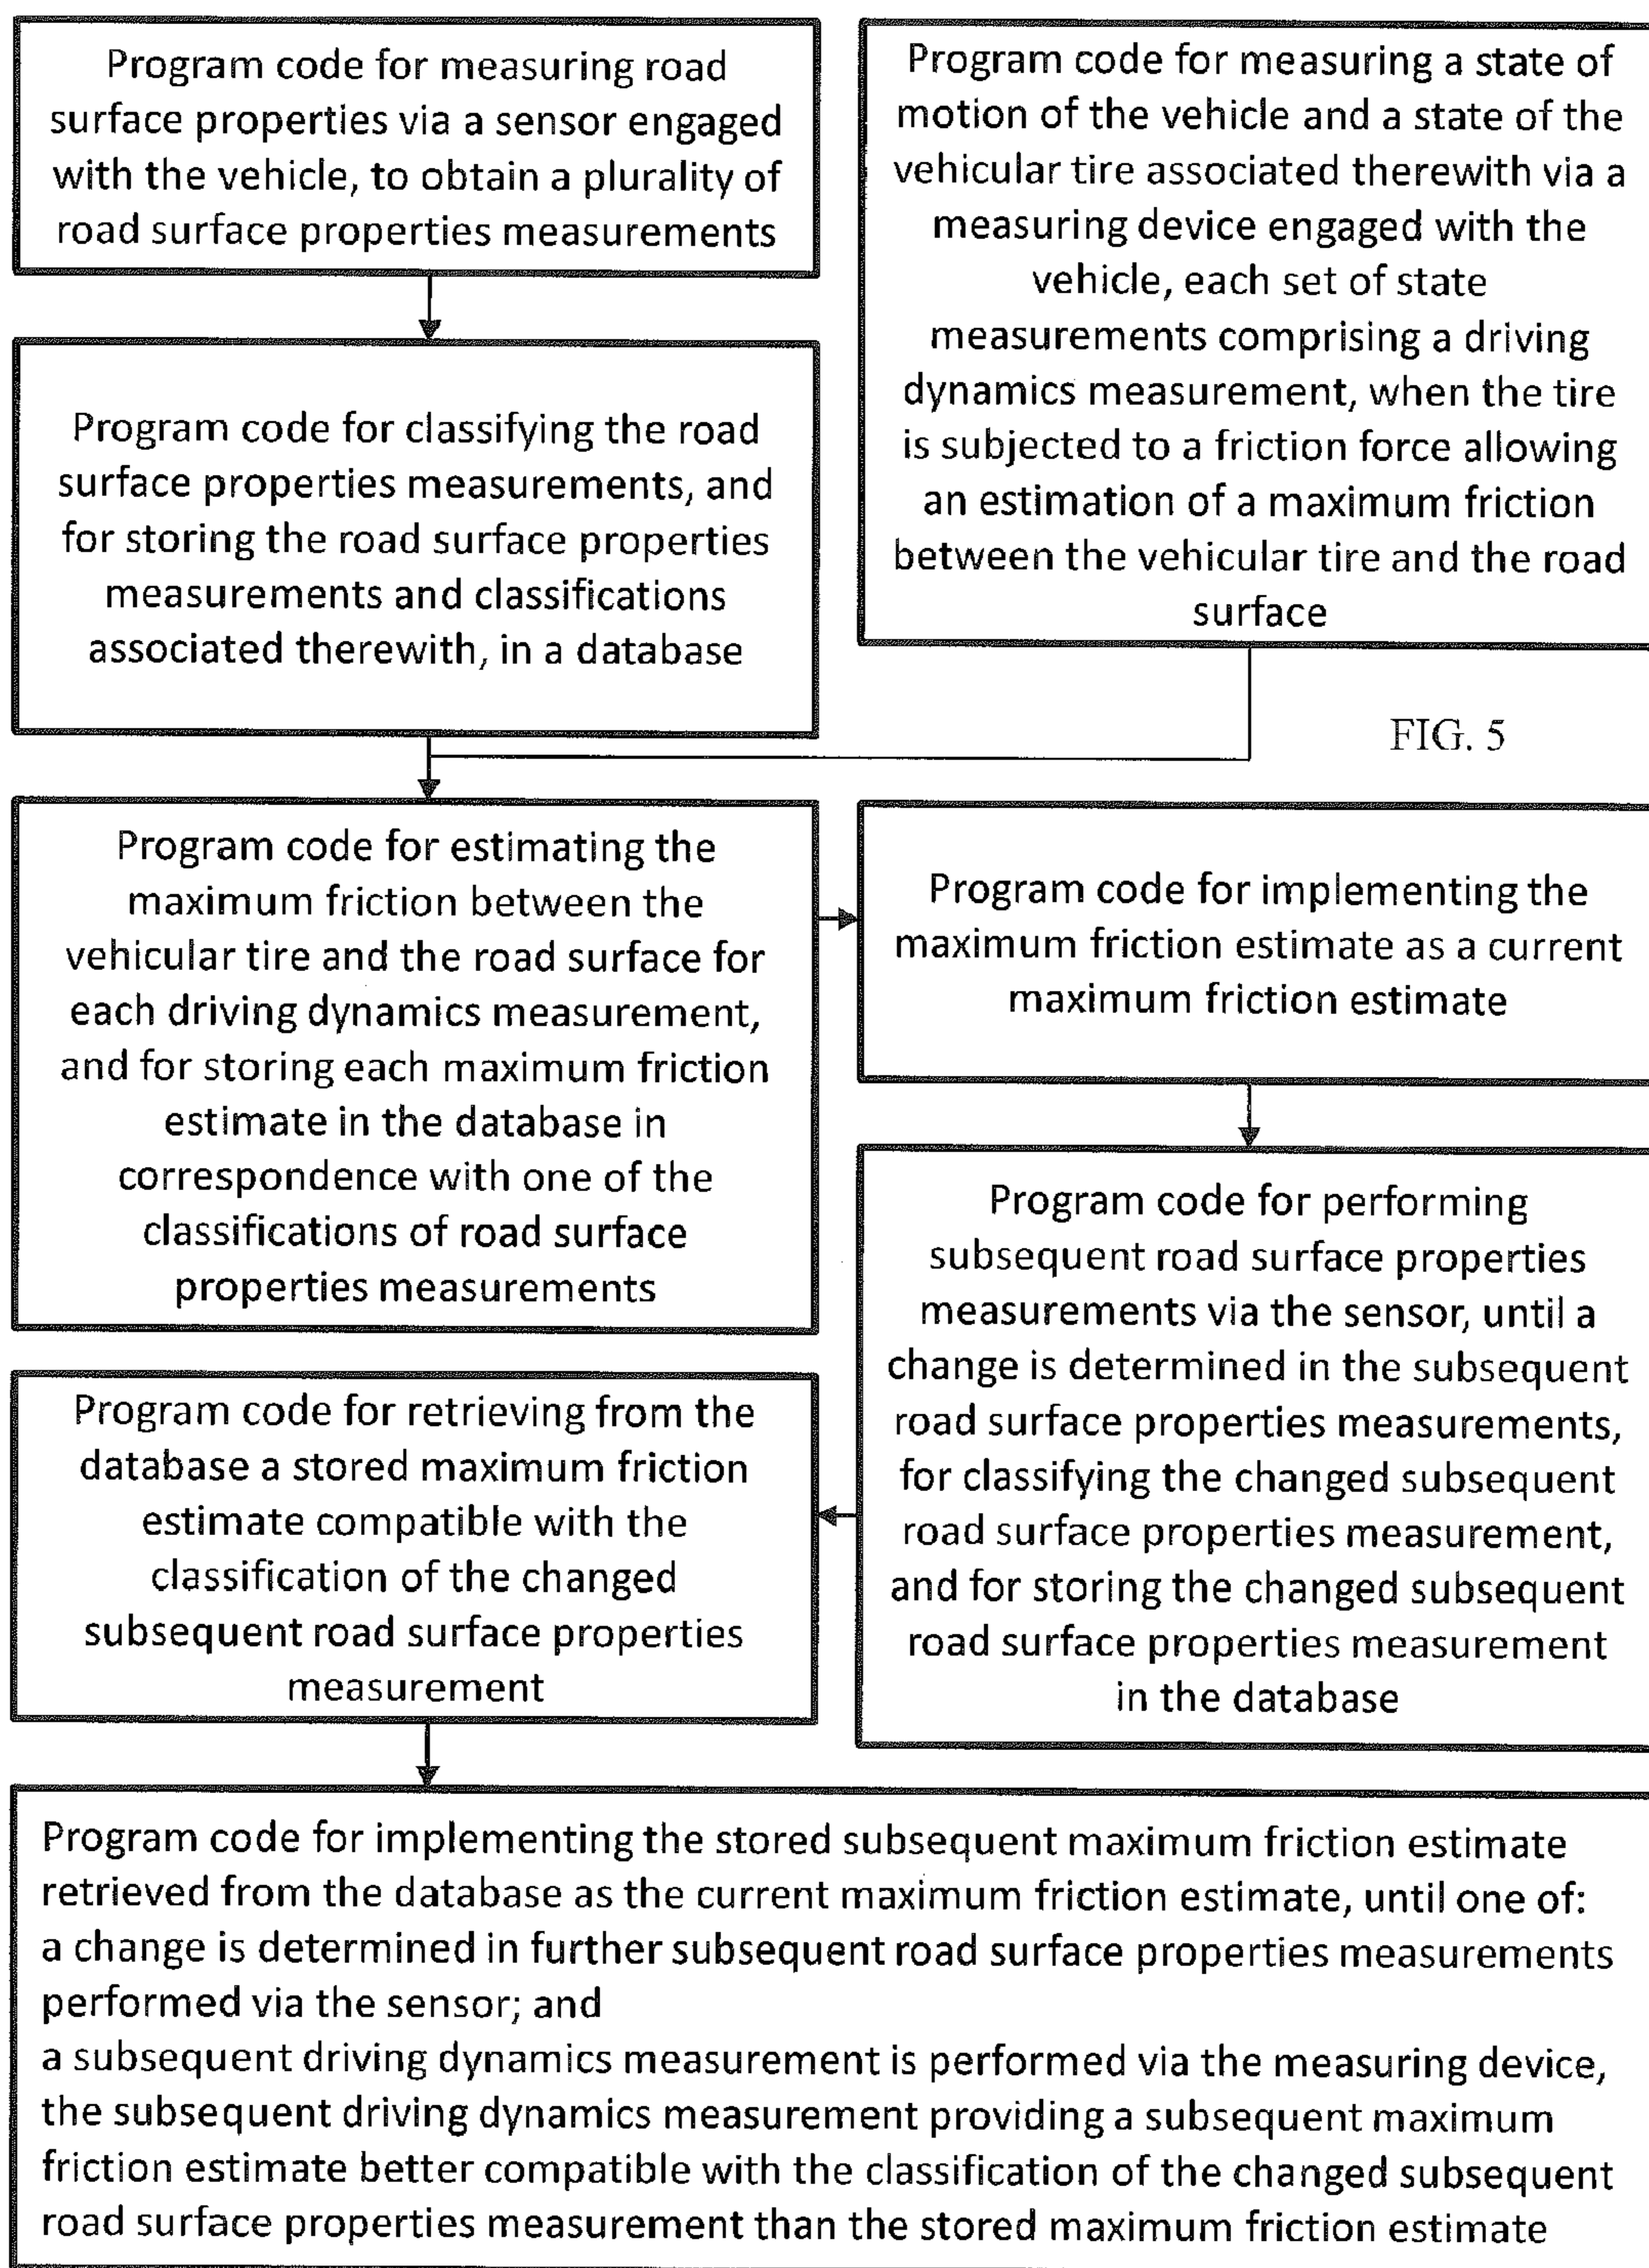 Program code for measuring road
surface properties via a sensor engaged
with the vehicle, to obtain a plurality of
road surface properties measurements
Program code for measuring a state of
motion of the vehicle and a state of the
vehicular tire associated therewith via a
measuring device engaged with the
vehicle, each set of state
measurements comprising a driving
dynamics measurement, when the tire
is subjected to a friction force allowing
an estimation of a maximum friction
between the vehicular tire and the road
surface
Program code for classifying the road
surface properties measurements, and
for storing the road surface properties
measurements and classifications
associated therewith, in a database
FIG. 5
Program code for estimating the
maximum friction between the
vehicular tire and the road surface for
each driving dynamics measurement,
and for storing each maximum friction
estimate in the database in
correspondence with one of the
classifications of road surface
properties measurements
Program code for implementing the
maximum friction estimate as a current
maximum friction estimate
Program code for performing
subsequent road surface properties
measurements via the sensor, until a
change is determined in the subsequent
road surface properties measurements,
for classifying the changed subsequent
road surface properties measurement,
and for storing the changed subsequent
road surface properties measurement
in the database
Program code for retrieving from the
database a stored maximum friction
estimate compatible with the
classification of the changed
subsequent road surface properties
measurement
Program code for implementing the stored subsequent maximum friction estimate
retrieved from the database as the current maximum friction estimate, until one of:
a change is determined in further subsequent road surface properties measurements
performed via the sensor; and
a subsequent driving dynamics measurement is performed via the measuring device,
the subsequent driving dynamics measurement providing a subsequent maximum
friction estimate better compatible with the classification of the changed subsequent
road surface properties measurement than the stored maximum friction estimate